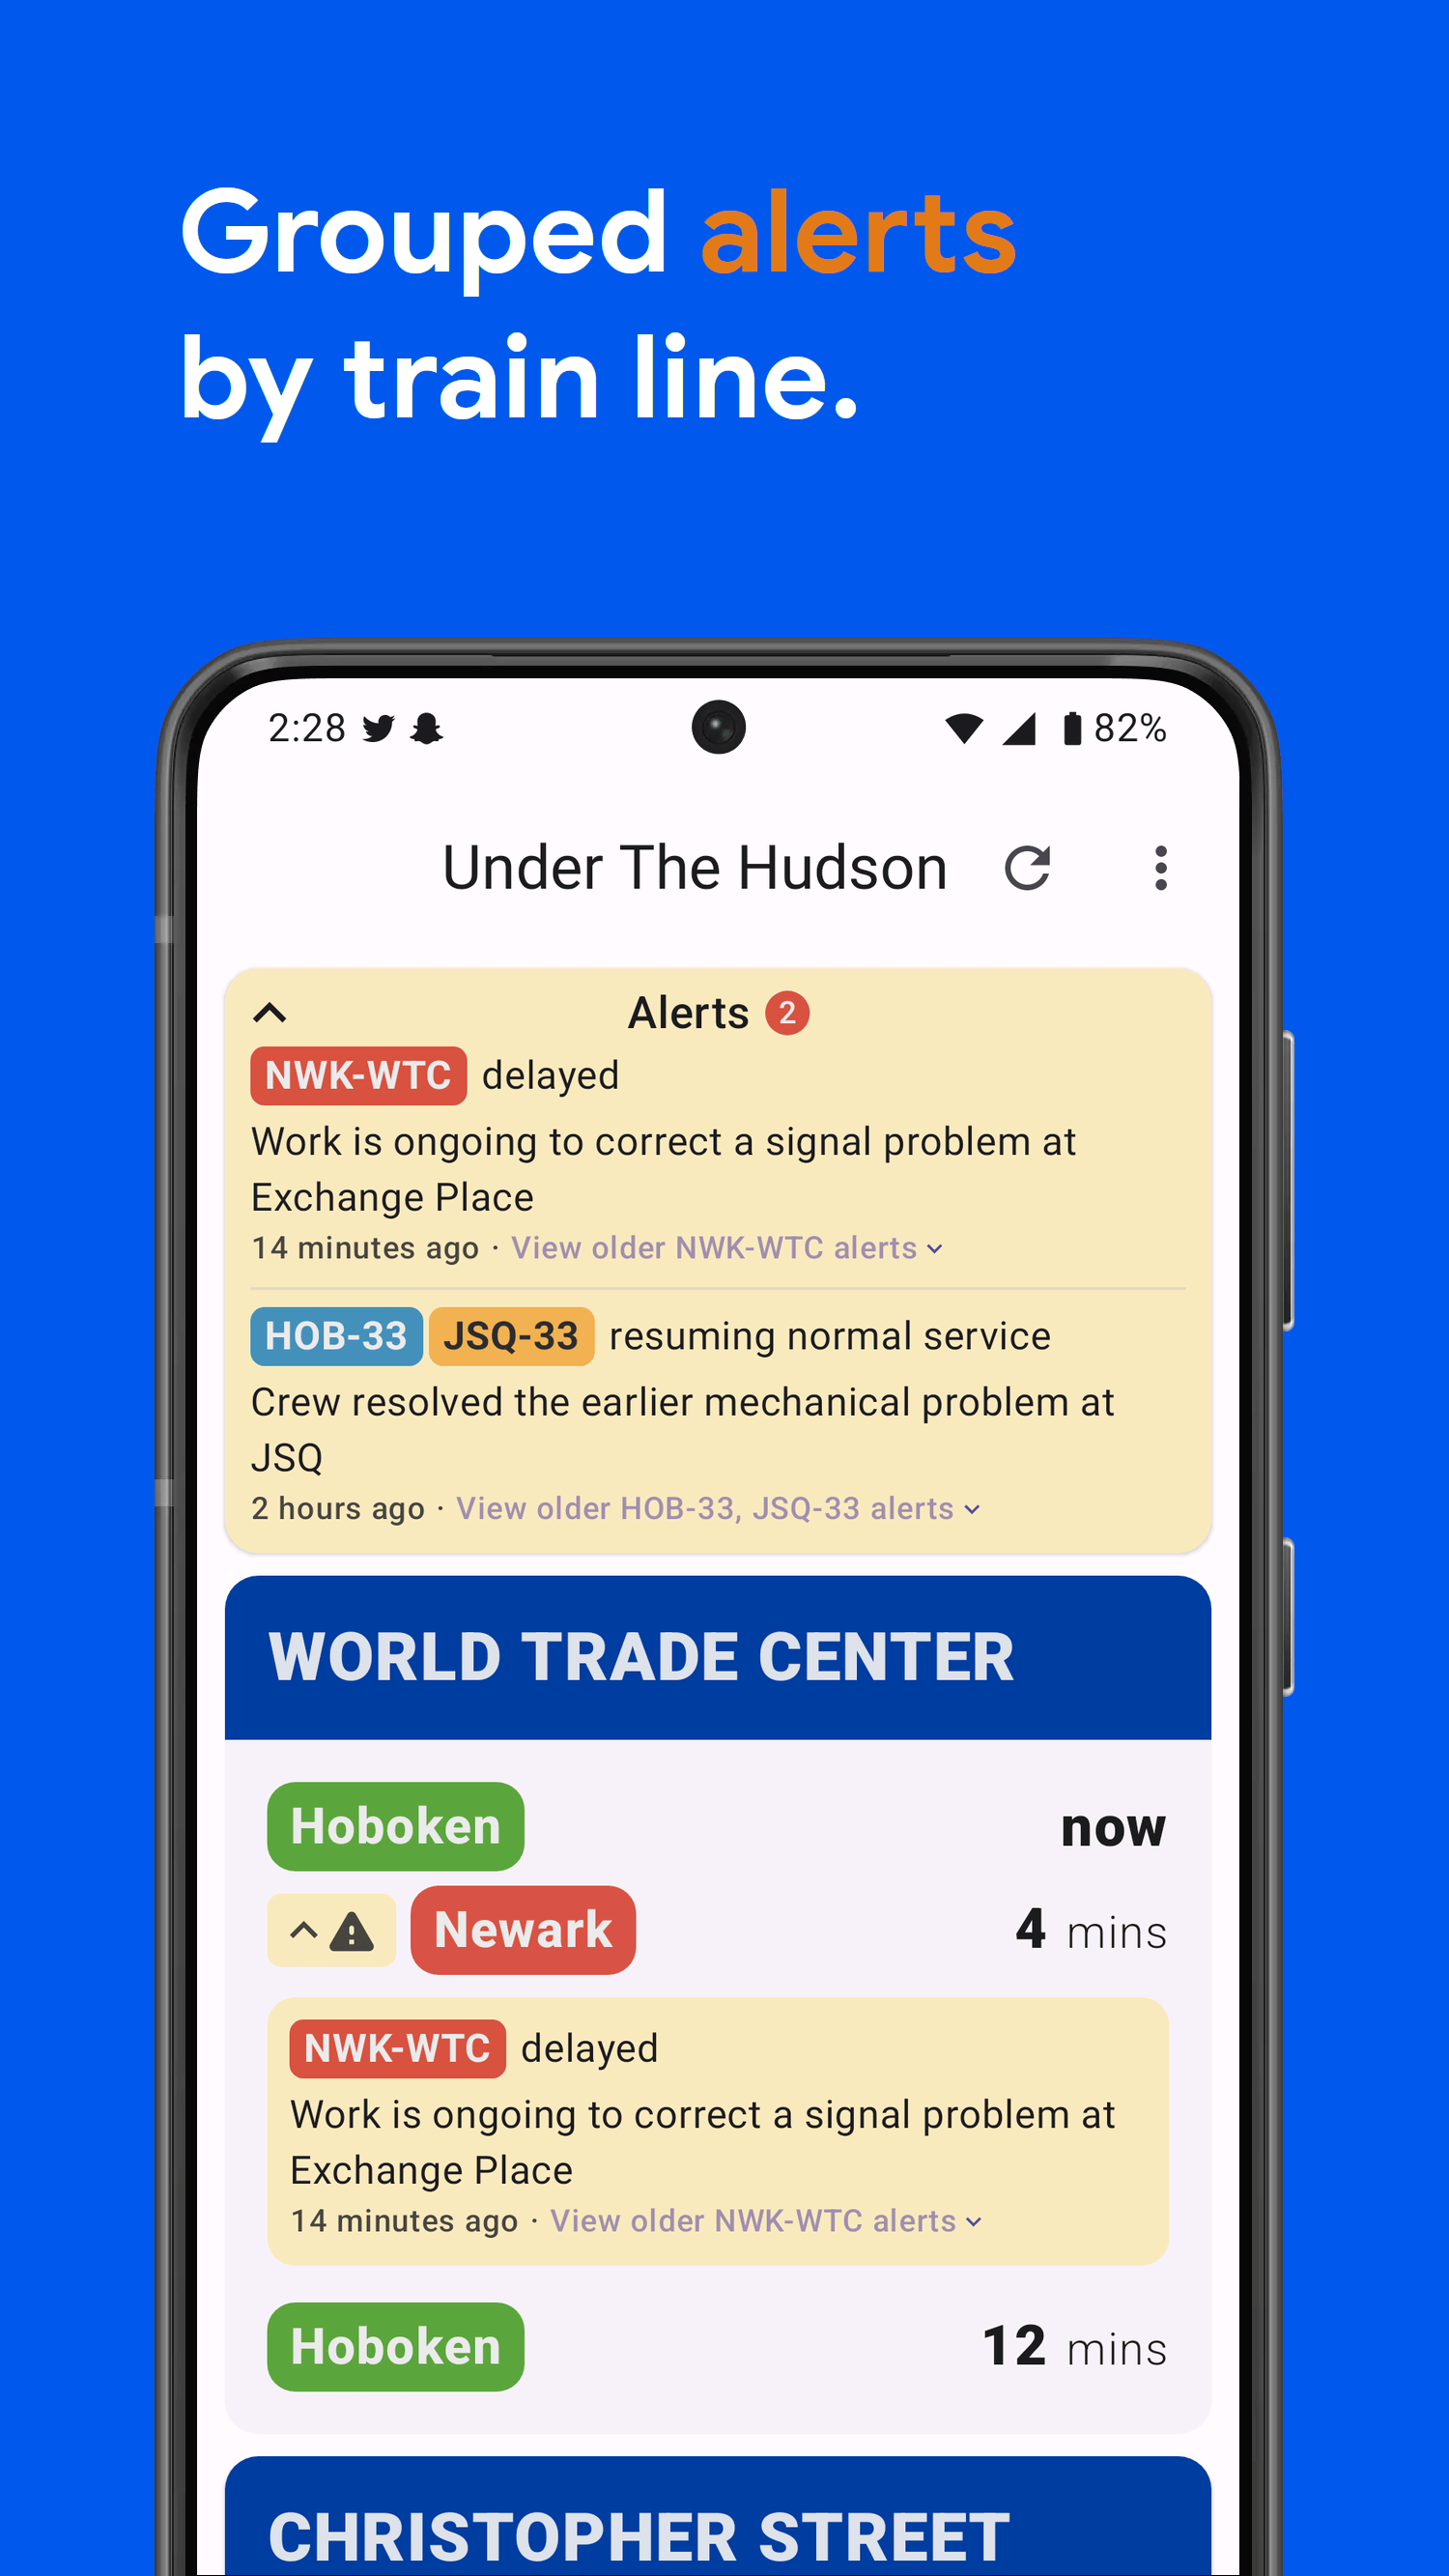 Grouped alerts
by train line.
2:28 82%
Under The Hudson
Alerts 2
NWK-WTC delayed
Work is ongoing to correct a signal problem at
Exchange Place
14 minutes ago · View older NWK-WTC alerts
HOB-33 JSQ-33 resuming normal service
Crew resolved the earlier mechanical problem at
JSQ
2 hours ago · View older HOB-33, JSQ-33 alerts
WORLD TRADE CENTER
Hoboken now
Newark 4 mins
NWK-WTC delayed
Work is ongoing to correct a signal problem at
Exchange Place
14 minutes ago · View older NWK-WTC alerts
Hoboken 12 mins
CHRISTOPHER STREET